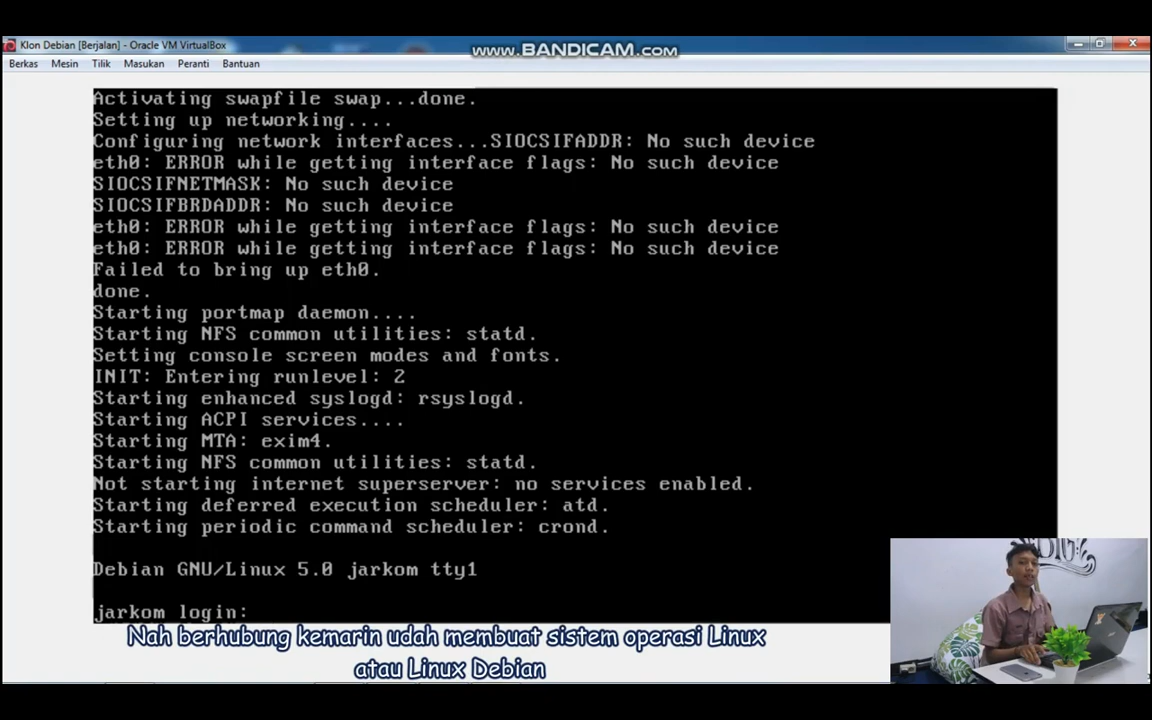 Klon Debian [Berjalan] - Oracle VM VirtualBox
www.BANDICAM.com
Berkas Mesin Tilik Masukan Peranti Bantuan
Activating swapfile swap...done.
Setting up networking....
Configuring network interfaces...SIOCSIFADDR: No such device
eth0: ERROR while getting interface flags: No such device
SIOCSIFNETMASK: No such device
SIOCSIFBRDADDR: No such device
eth0: ERROR while getting interface flags: No such device
eth0: ERROR while getting interface flags: No such device
Failed to bring up eth0.
done.
Starting portmap daemon....
Starting NFS common utilities: statd.
Setting console screen modes and fonts.
INIT: Entering runlevel: 2
Starting enhanced syslogd: rsyslogd.
Starting ACPI services....
Starting MTA: exim4.
Starting NFS common utilities: statd.
Not starting internet superserver: no services enabled.
Starting deferred execution scheduler: atd.
Starting periodic command scheduler: crond.
Debian GNU/Linux 5.0 jarkom tty1
jarkom login:
Nah berhubung kemarin udah membuat sistem operasi Linux
atau Linux Debian